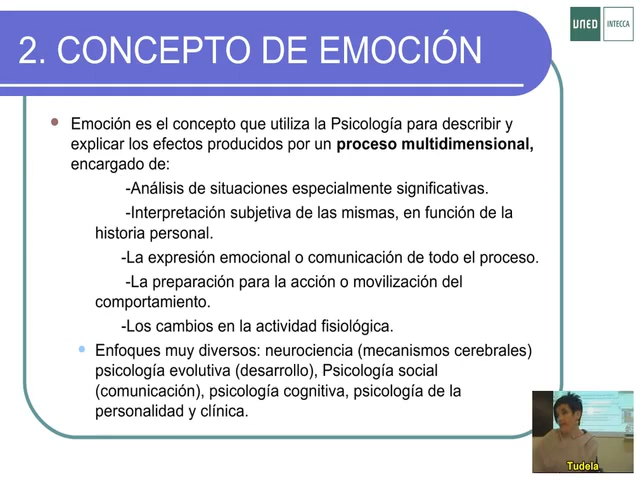 UNED INTECCA
2. CONCEPTO DE EMOCIÓN
Emoción es el concepto que utiliza la Psicología para describir y
explicar los efectos producidos por un proceso multidimensional,
encargado de:
-Análisis de situaciones especialmente significativas.
-Interpretación subjetiva de las mismas, en función de la
historia personal.
-La expresión emocional o comunicación de todo el proceso.
-La preparación para la acción o movilización del
comportamiento.
-Los cambios en la actividad fisiológica.
Enfoques muy diversos: neurociencia (mecanismos cerebrales)
psicología evolutiva (desarrollo), Psicología social
(comunicación), psicología cognitiva, psicología de la
personalidad y clínica.
Tudela